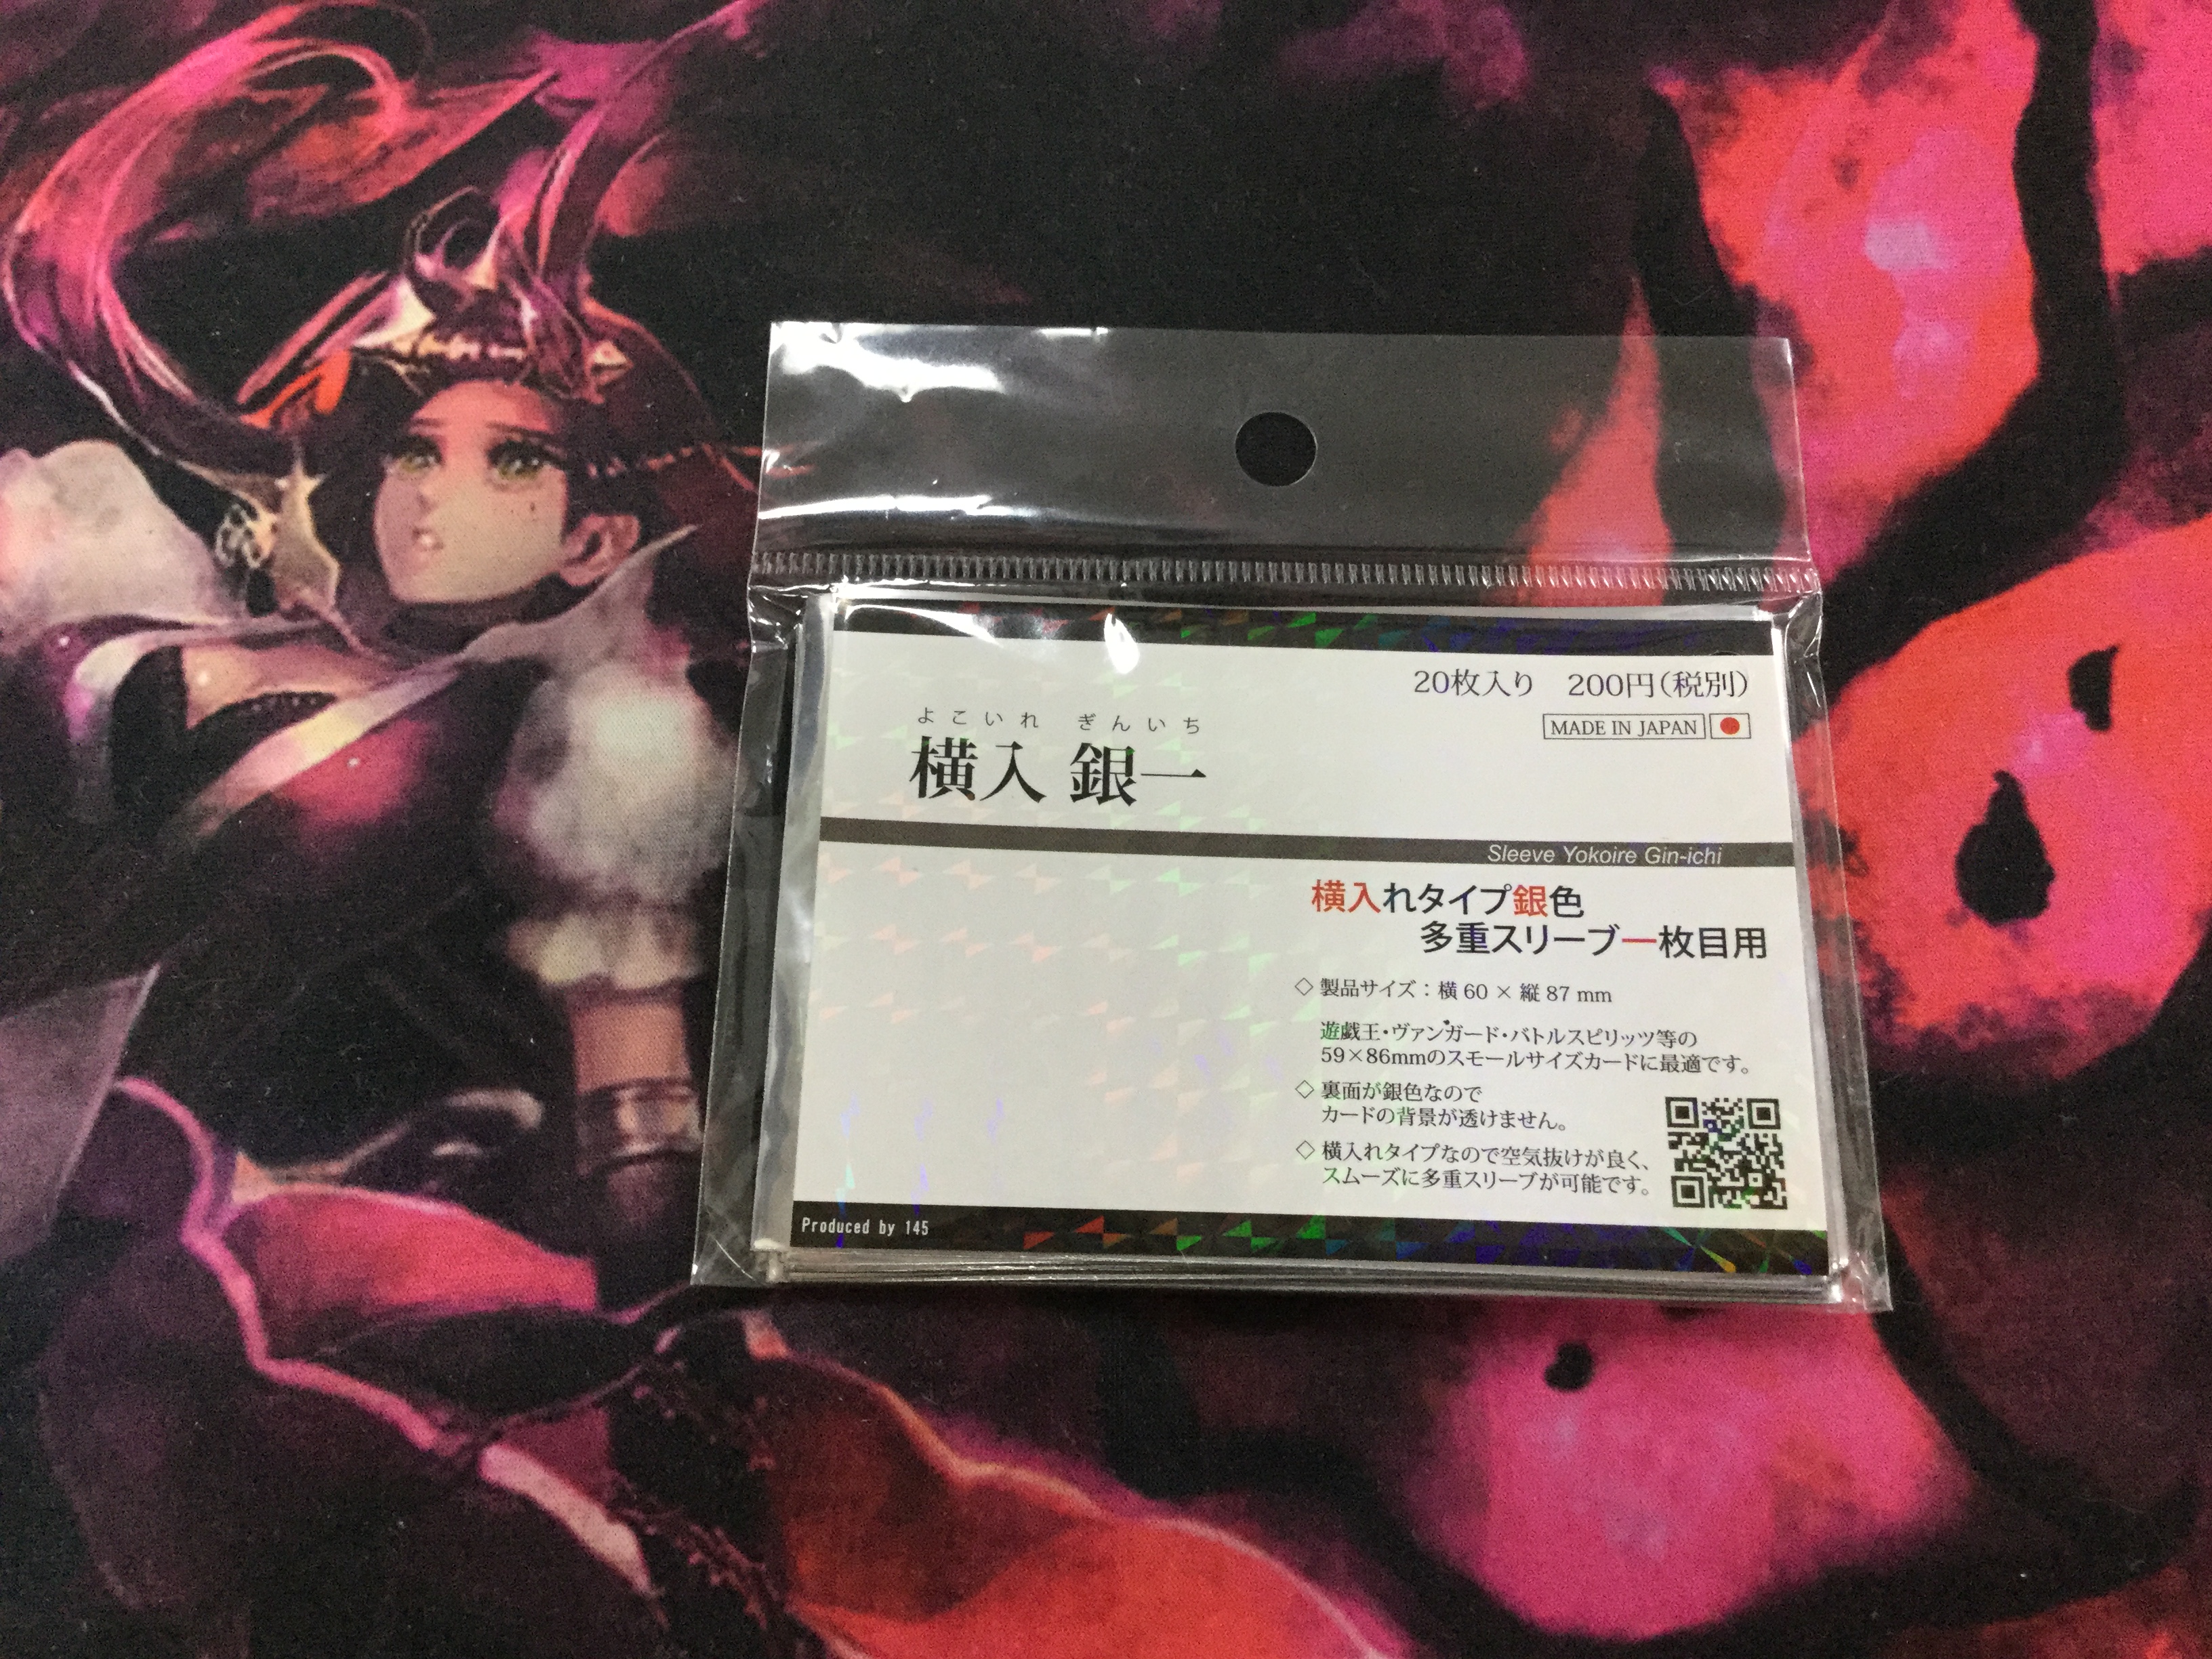 20枚入り 200円(税別)
MADE IN JAPAN
よこいれ ぎんいち
横入 銀一
Sleeve Yokoire Gin-ichi
横入れタイプ銀色
多重スリーブ一枚目用
◇ 製品サイズ：横 60 × 縦 87 mm
遊戯王・ヴァンガード・バトルスピリッツ等の
59×86mmのスモールサイズカードに最適です。
◇ 裏面が銀色なので
カードの背景が透けません。
◇ 横入れタイプなので空気抜けが良く、
スムーズに多重スリーブが可能です。
Produced by 145